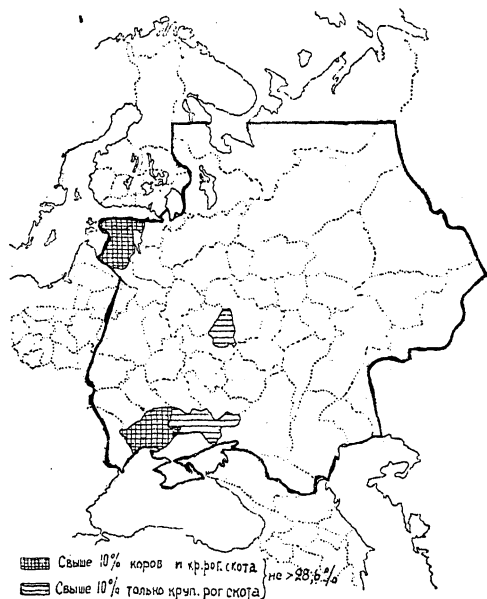 Свыше 10% коров и кр.рог.скота
Свыше 10% только круп. рог скота
не > 28,6%